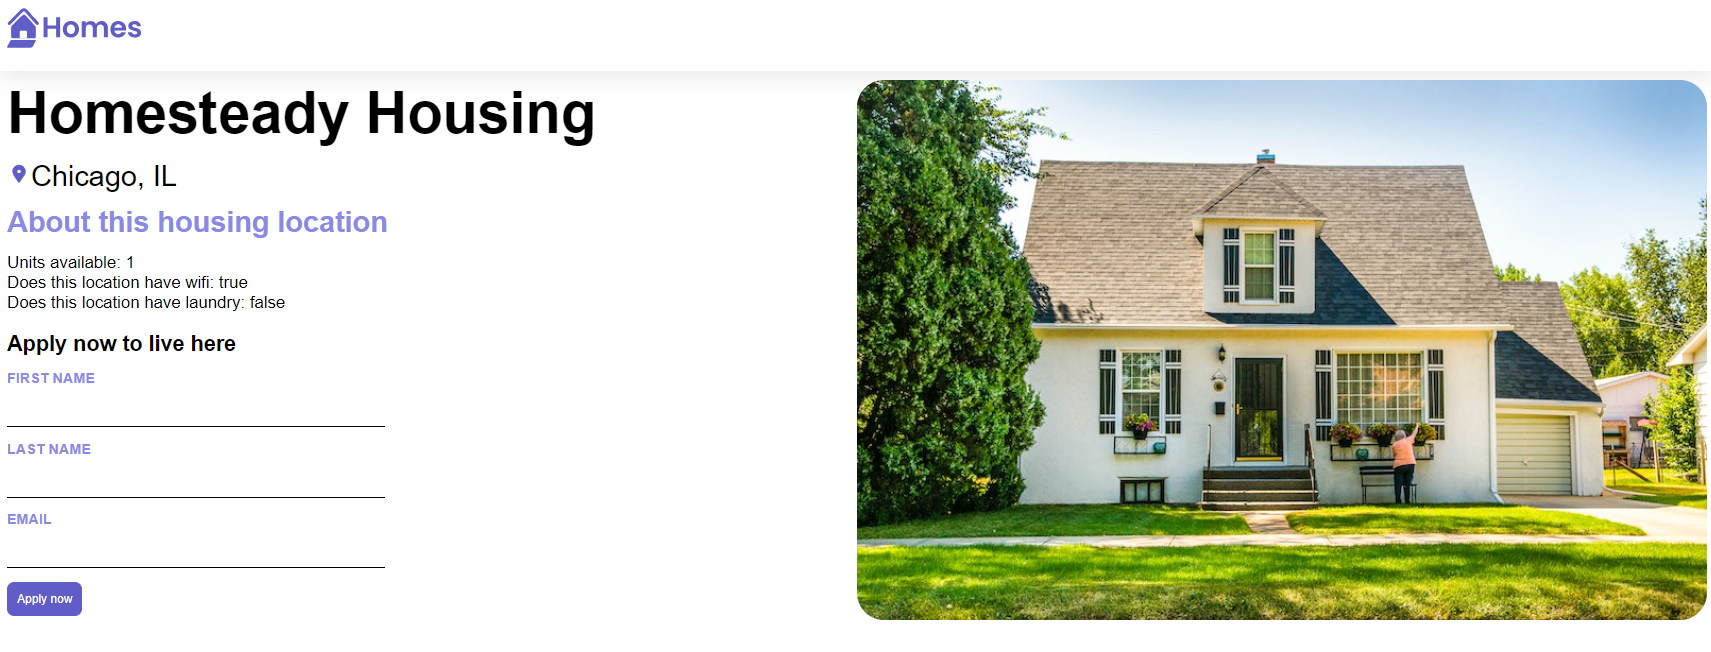 Homes
Homesteady Housing
Chicago, IL
About this housing location
Units available: 1
Does this location have wifi: true
Does this location have laundry: false
Apply now to live here
FIRST NAME
LAST NAME
EMAIL
Apply now